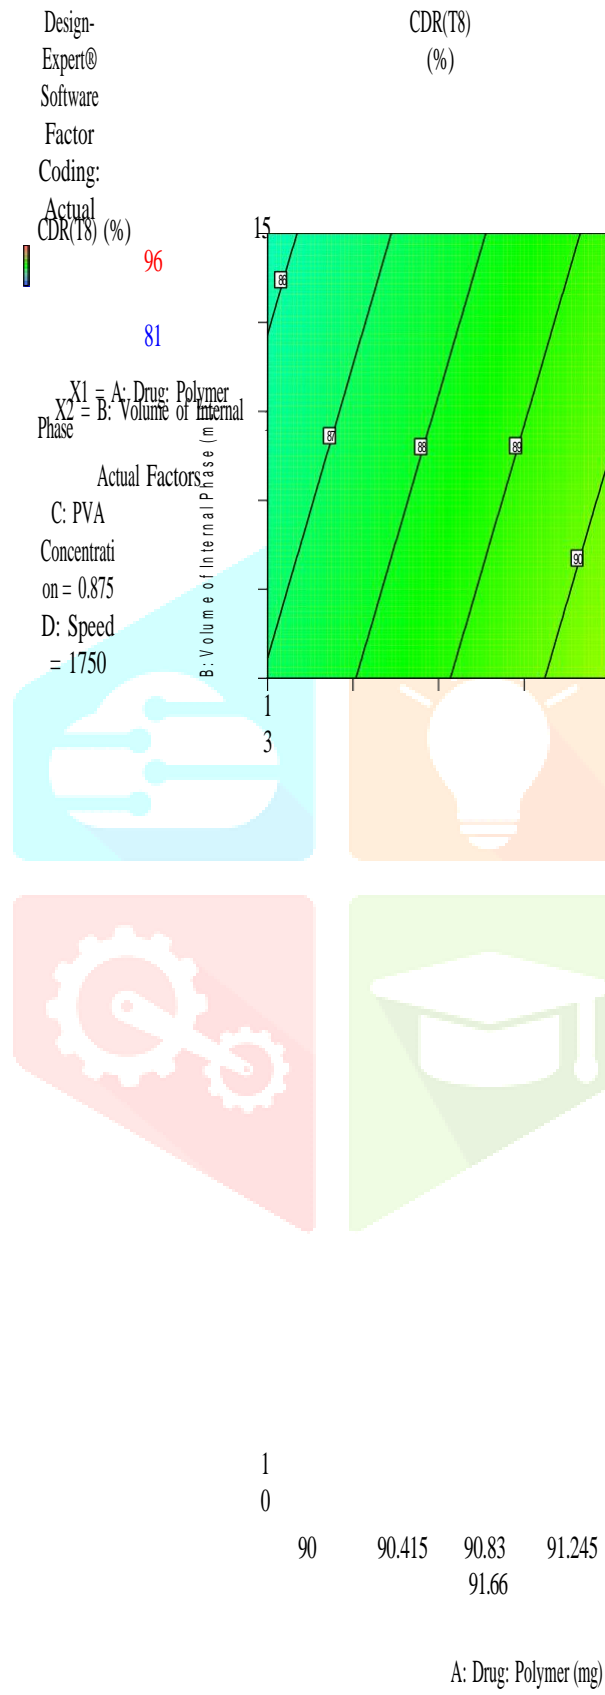 Design-
Expert®
Software
Factor
Coding:
Actual
CDR(T8) (%)
96
81
X1 = A: Drug: Polymer
X2 = B: Volume of Internal
Phase
Actual Factors
C: PVA
Concentrati
on = 0.875
D: Speed
= 1750
CDR(T8)
(%)
15
B: Volume of Internal Phase (m
86
87
88
89
90
1
3
1
0
90 90.415 90.83 91.245
91.66
A: Drug: Polymer (mg)